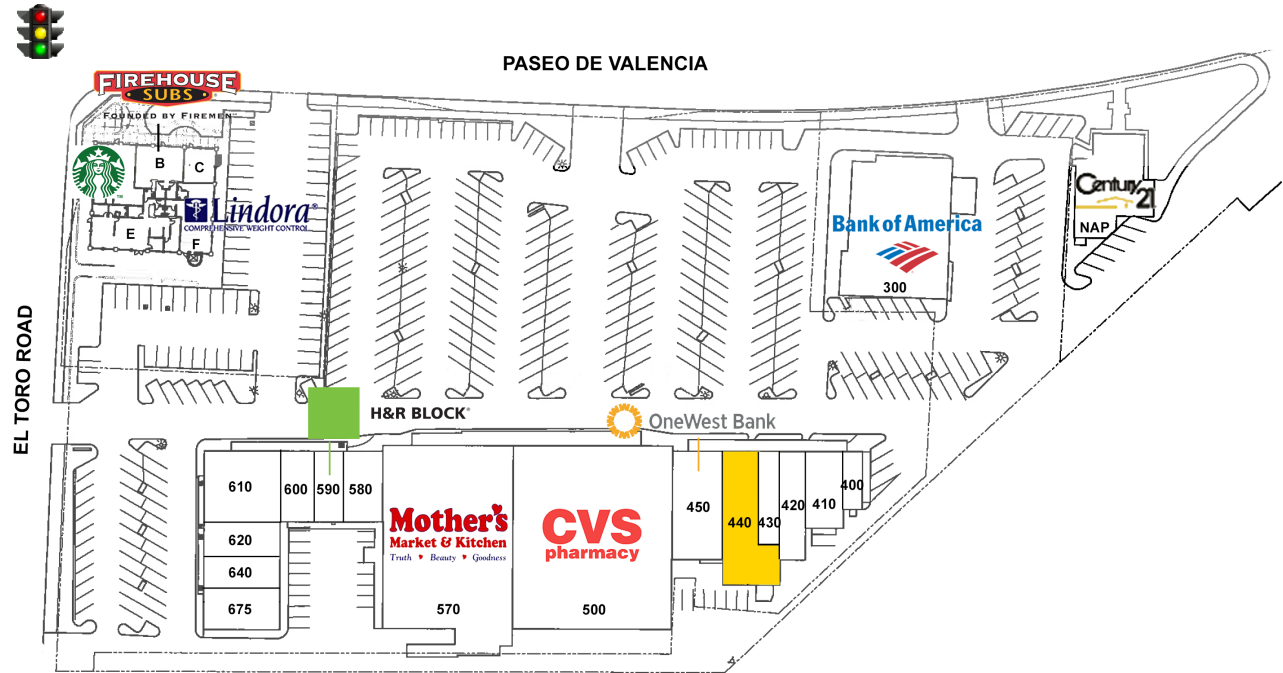 PASEO DE VALENCIA
FIREHOUSE
SUBS
FOUNDED BY FIREMEN
B
C
Lindora®
COMPREHENSIVE WEIGHT CONTROL
E
F
Century
21
NAP
Bank of America
300
EL TORO ROAD
H&R BLOCK®
OneWest Bank
610
600
590
580
450
440
430
420
410
400
620
640
675
Mother's
Market & Kitchen
Truth ♥ Beauty ♥ Goodness
570
CVS
pharmacy
500